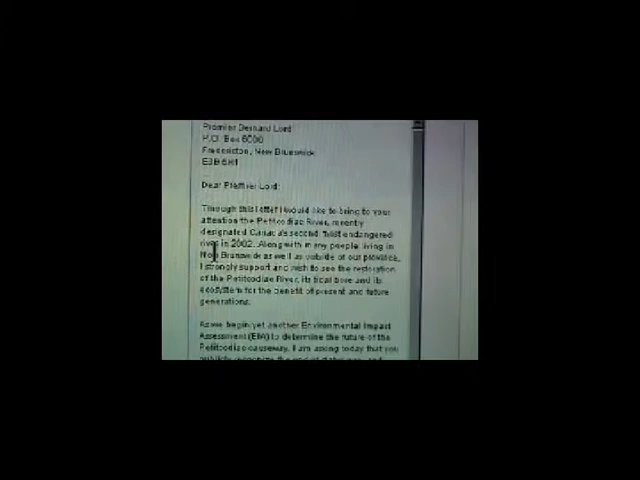 Premier Bernard Lord
P.O. Box 6000
Fredericton, New Brunswick
E3B 5H1
Dear Premier Lord:
Through this letter I would like to bring to your
attention the Petitcodiac River, recently
designated Canada's second most endangered
river in 2002. Along with many people living in
New Brunswick as well as outside of our province,
I strongly support and wish to see the restoration
of the Petitcodiac River, its tidal bore and its
ecosystem for the benefit of present and future
generations.
As we begin yet another Environmental Impact
Assessment (EIA) to determine the future of the
Petitcodiac causeway, I am asking today that you
publicly recognize the